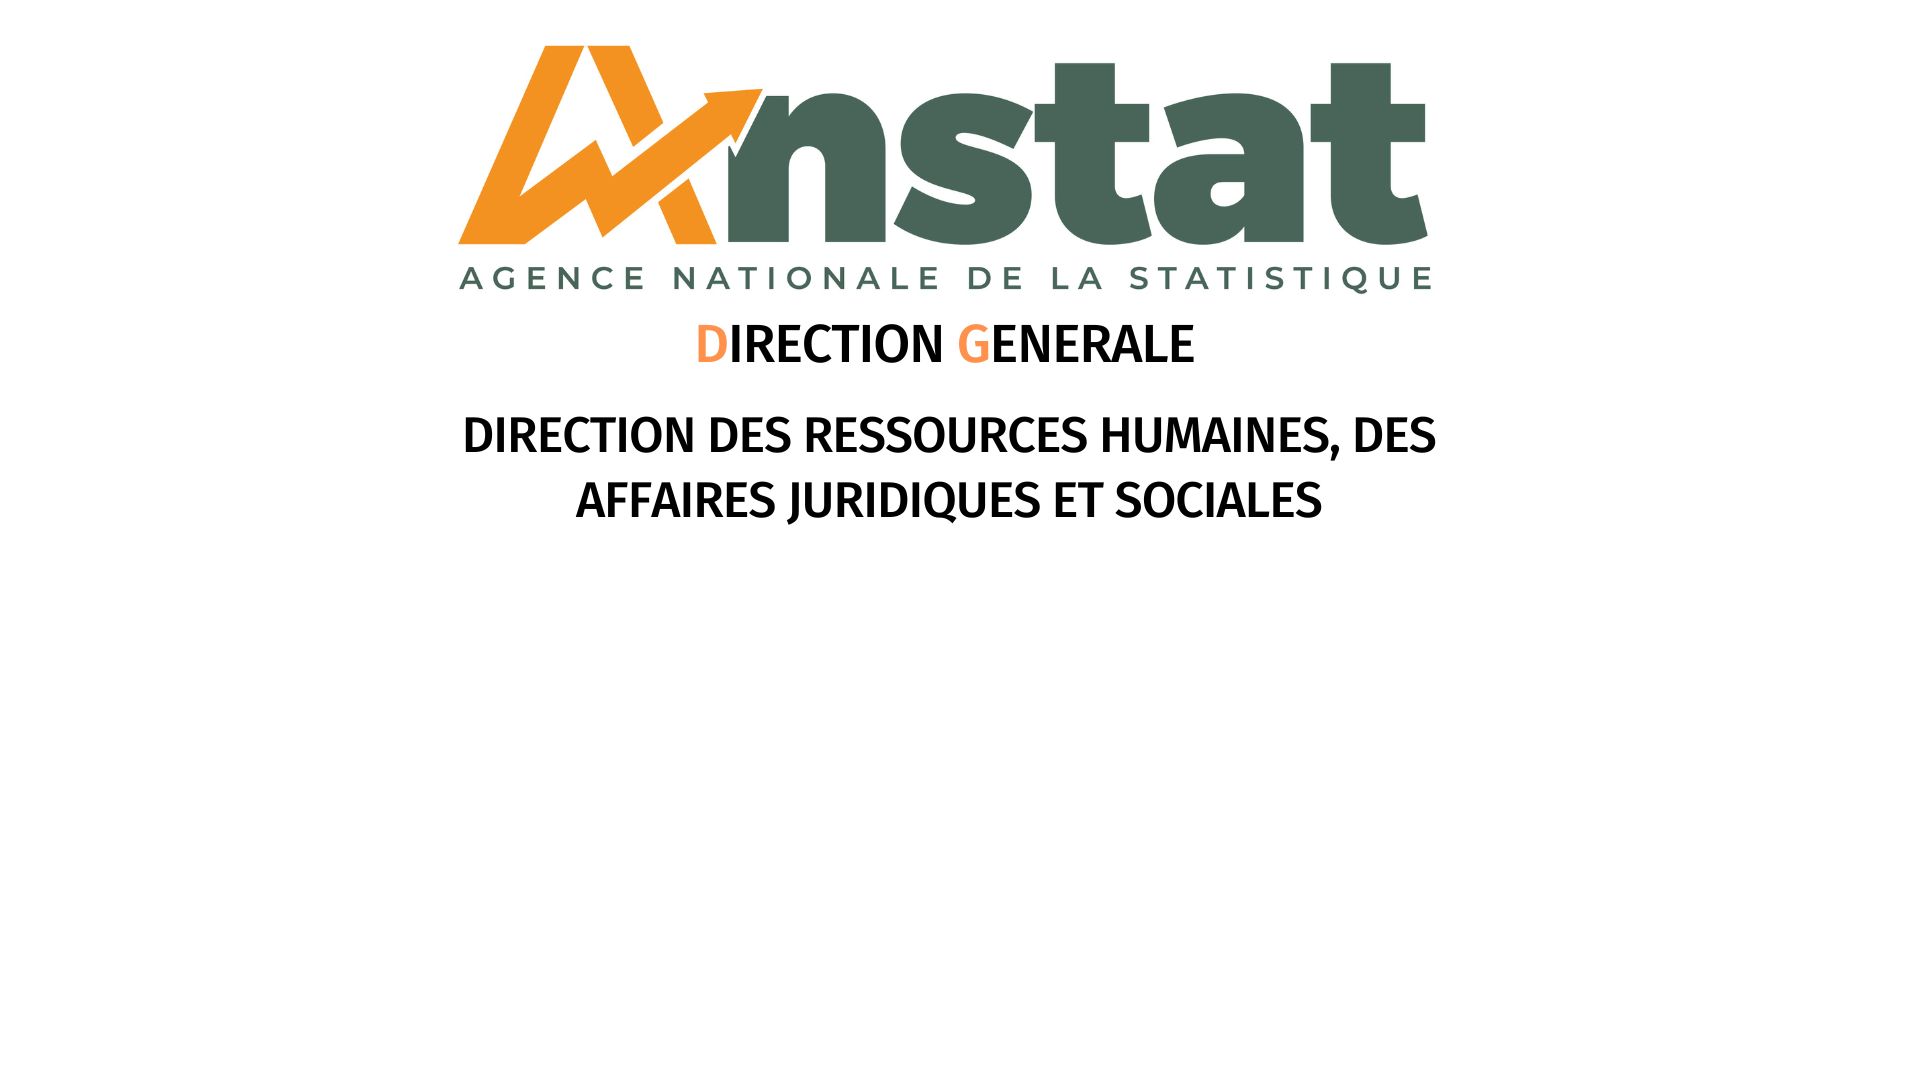 Anstat
AGENCE NATIONALE DE LA STATISTIQUE
DIRECTION GENERALE
DIRECTION DES RESSOURCES HUMAINES, DES
AFFAIRES JURIDIQUES ET SOCIALES